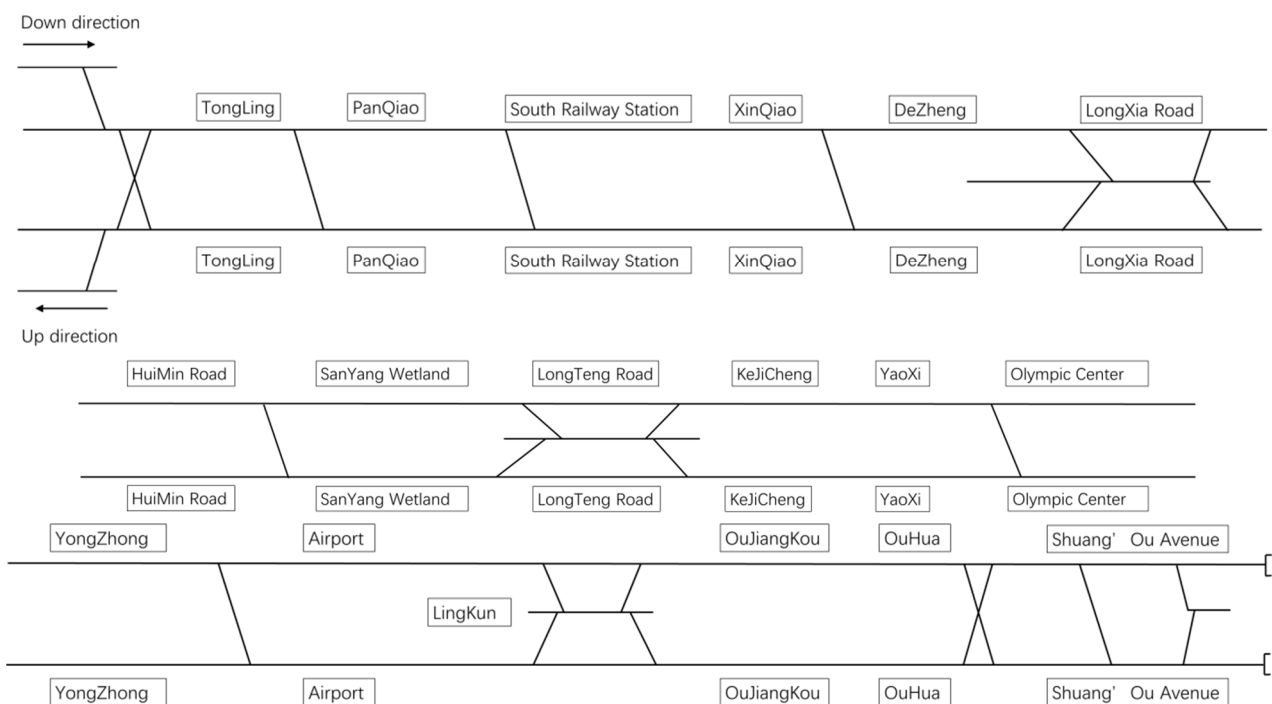 Down direction
TongLing PanQiao South Railway Station XinQiao DeZheng LongXia Road
TongLing PanQiao South Railway Station XinQiao DeZheng LongXia Road
Up direction
HuiMin Road SanYang Wetland LongTeng Road KeJiCheng YaoXi Olympic Center
HuiMin Road SanYang Wetland LongTeng Road KeJiCheng YaoXi Olympic Center
YongZhong Airport OuJiangKou OuHua Shuang' Ou Avenue
LingKun
YongZhong Airport OuJiangKou OuHua Shuang' Ou Avenue